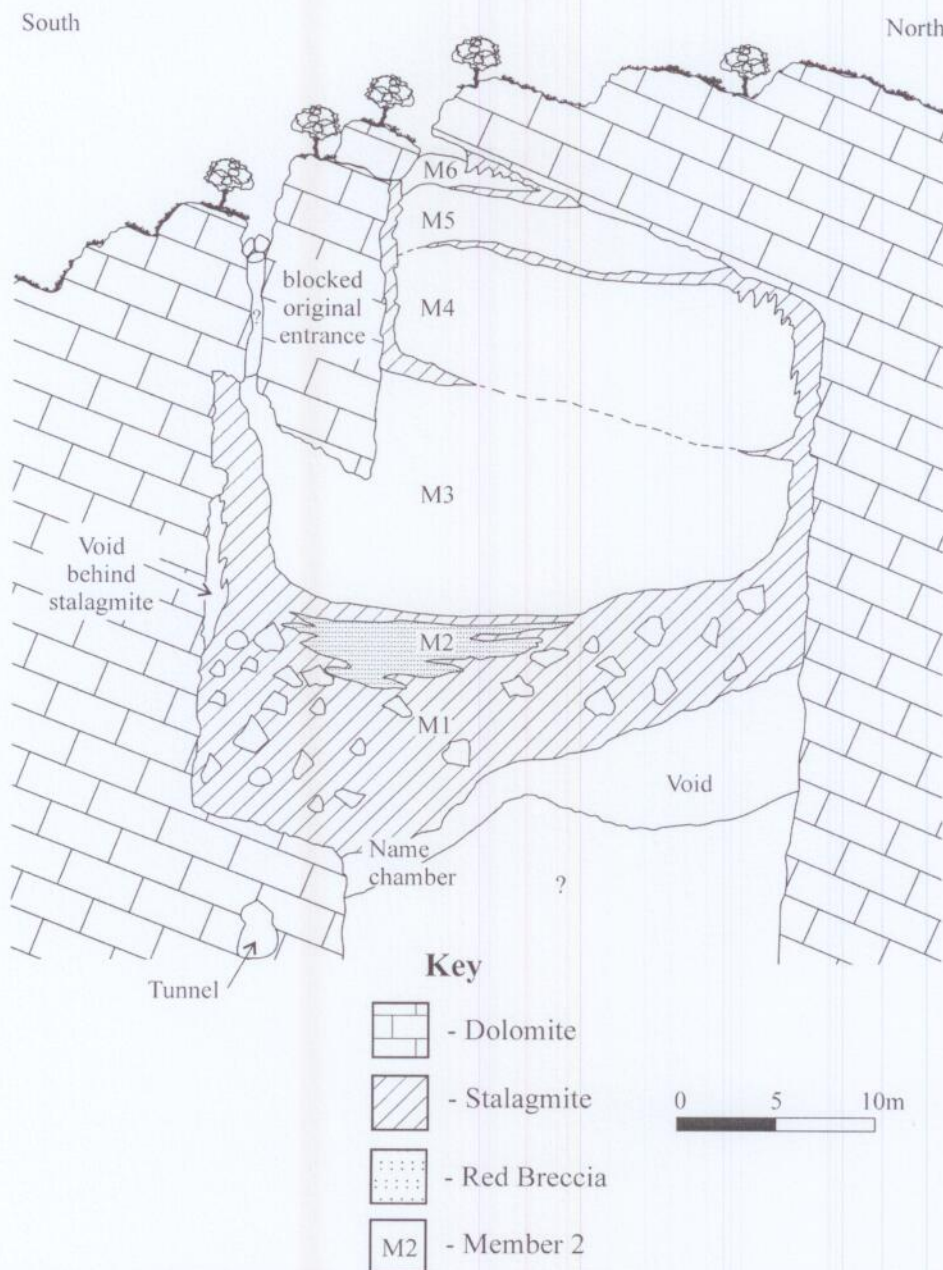 South
North
M6
M5
blocked
original
entrance
?
M4
M3
Void
behind
stalagmite
M2
M1
Void
Name
chamber
?
Tunnel
Key
- Dolomite
- Stalagmite
0 5 10m
- Red Breccia
M2 - Member 2